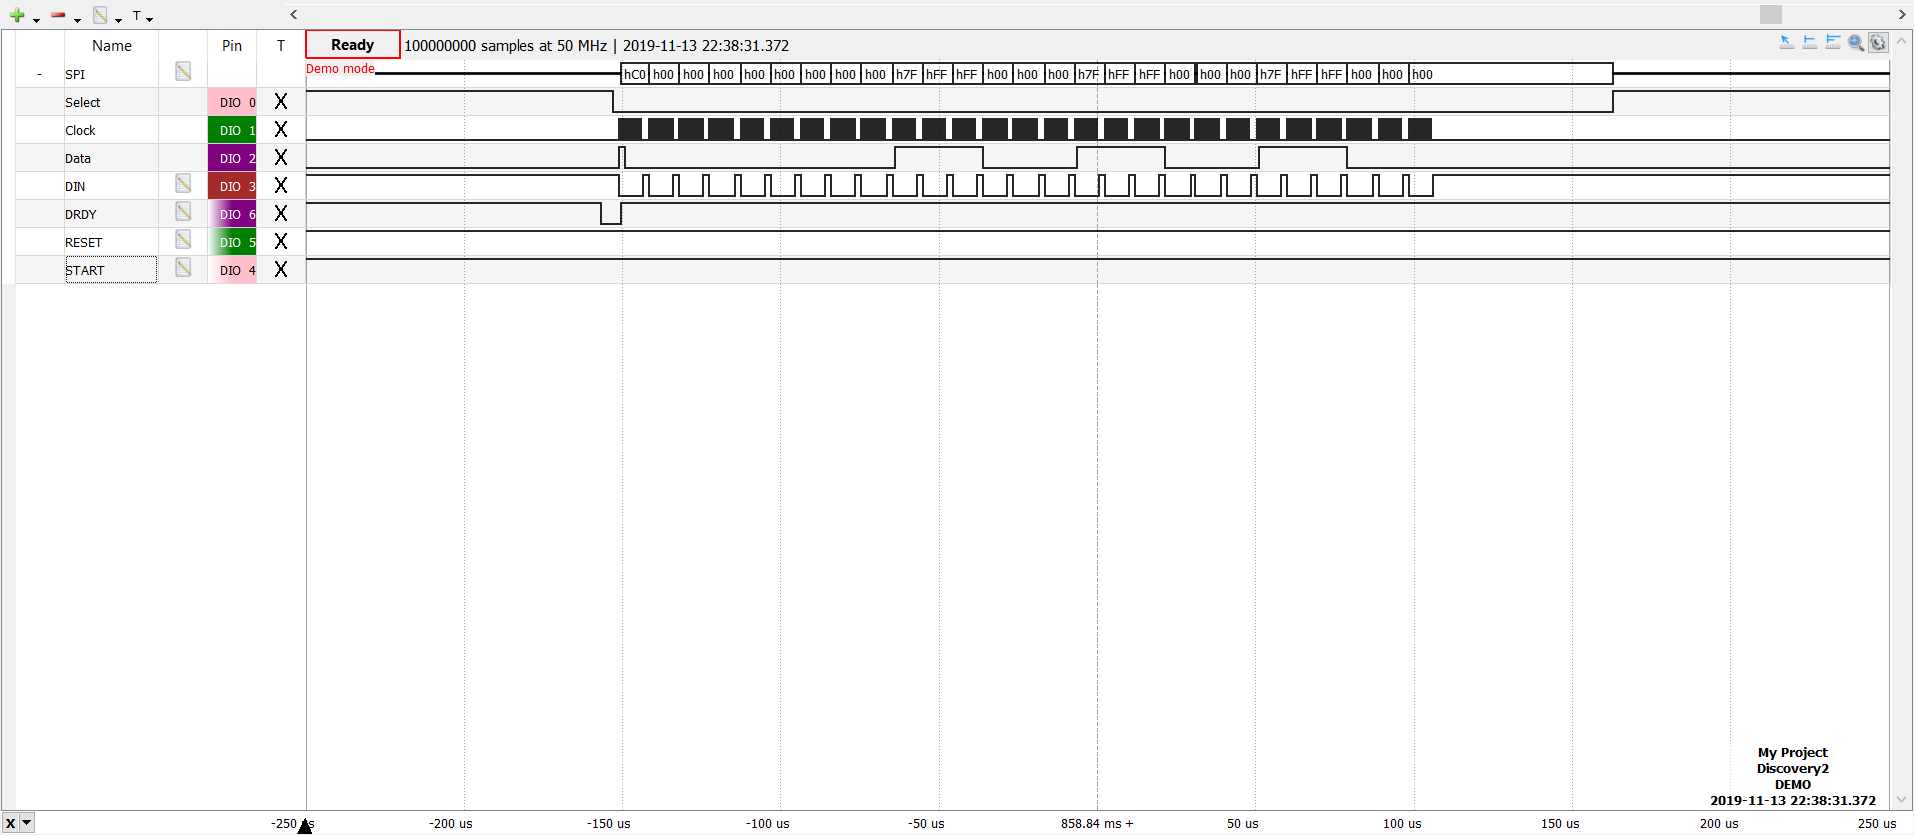 T
Name Pin T Ready 100000000 samples at 50 MHz | 2019-11-13 22:38:31.372
Demo mode
- SPI hC0 h00 h00 h00 h00 h00 h00 h00 h00 h7F hFF hFF h00 h00 h00 h7F hFF hFF h00 h00 h00 h7F hFF hFF h00 h00 h00
Select DIO 0 X
Clock DIO 1 X
Data DIO 2 X
DIN DIO 3 X
DRDY DIO 6 X
RESET DIO 5 X
START DIO 4 X
My Project
Discovery2
DEMO
2019-11-13 22:38:31.372
X -250 us -200 us -150 us -100 us -50 us 858.84 ms + 50 us 100 us 150 us 200 us 250 us